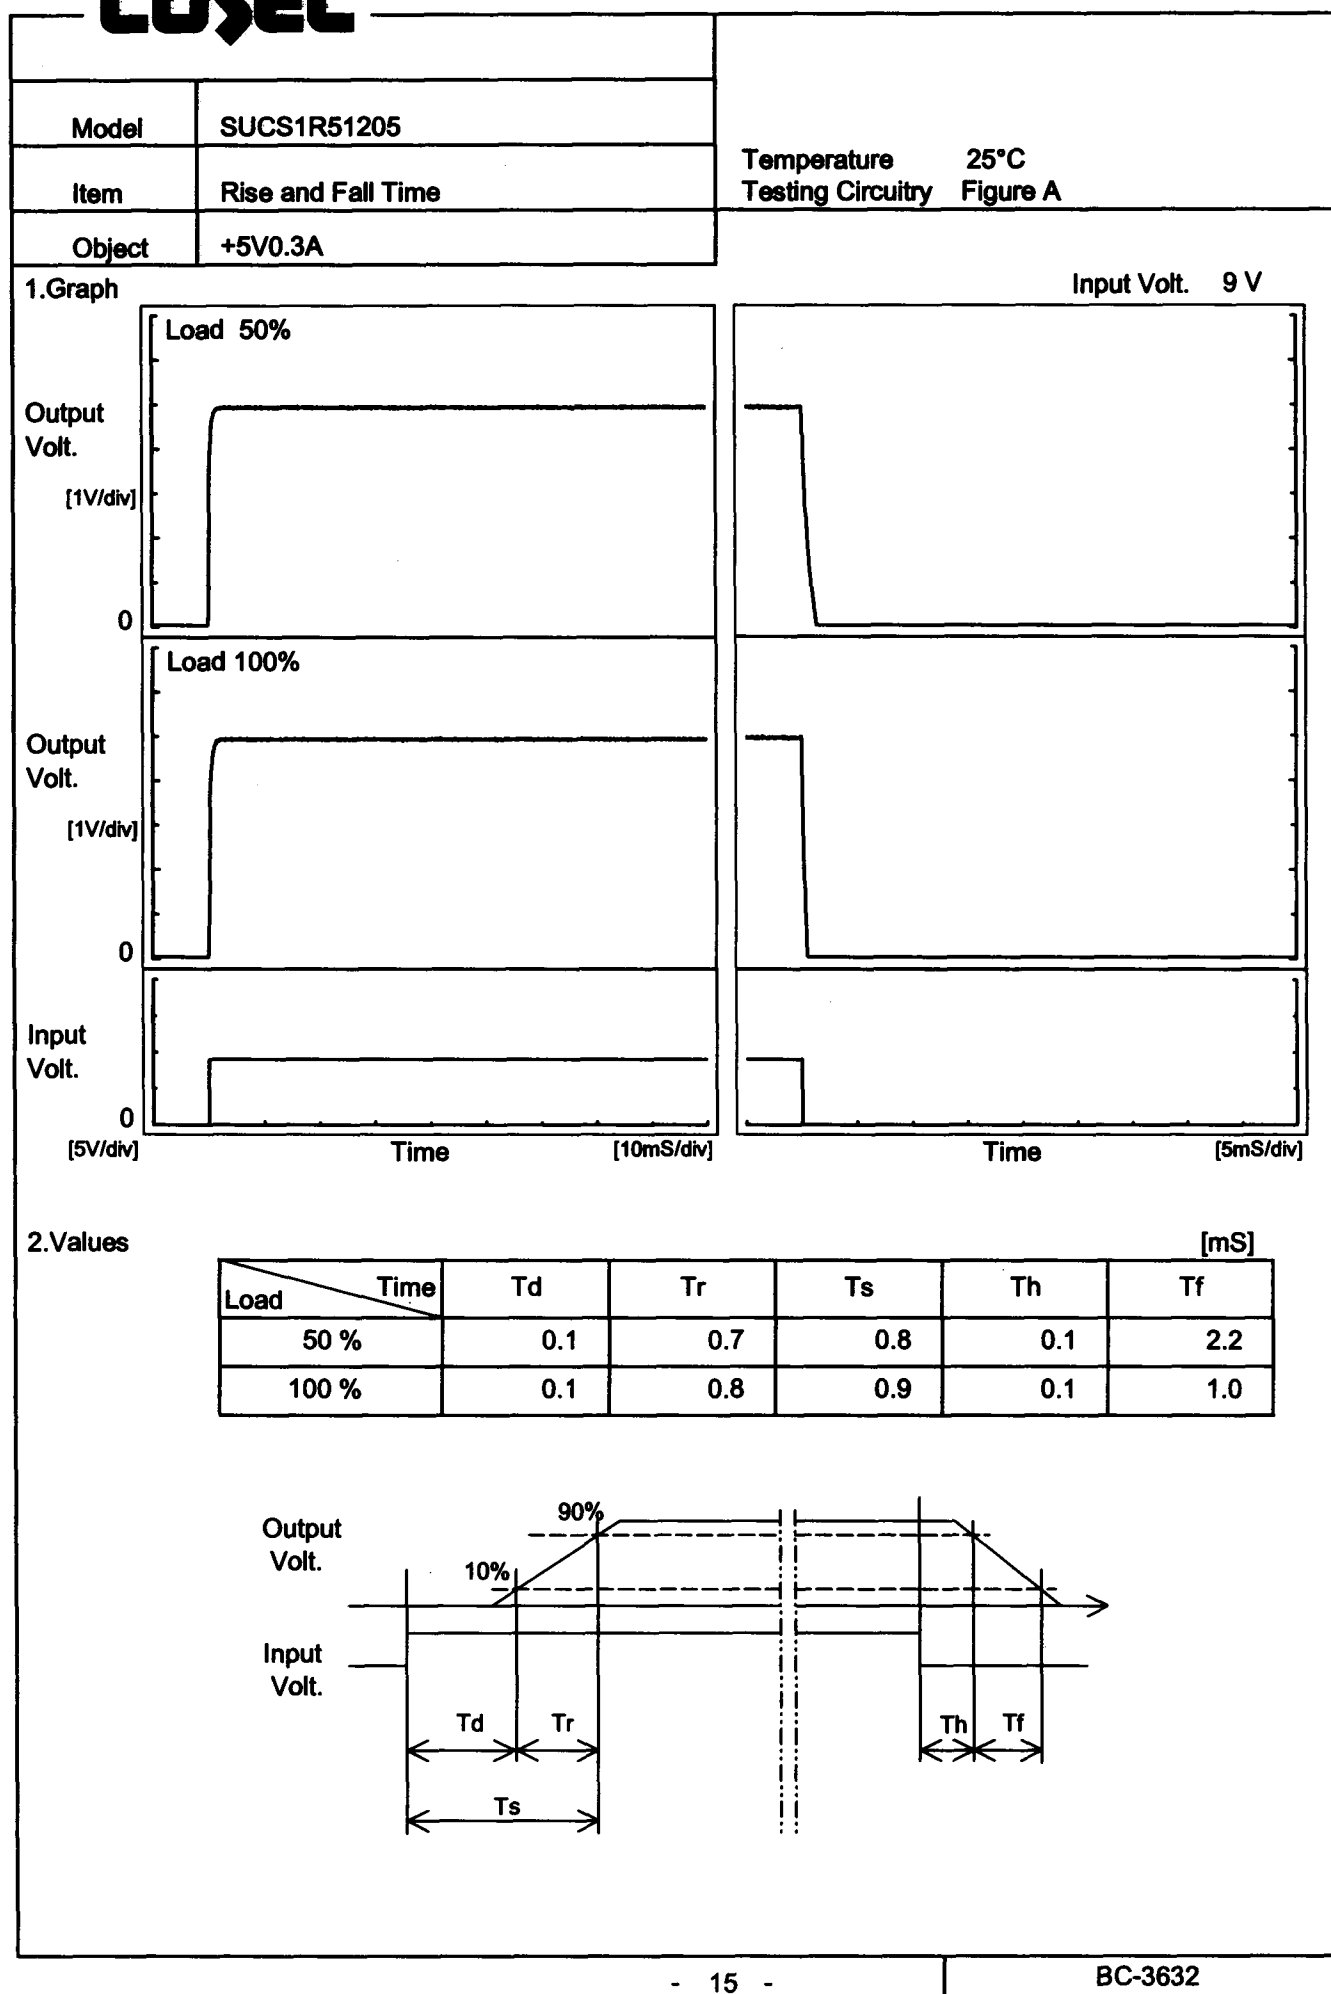 COSEL
Model SUCS1R51205
Item Rise and Fall Time
Object +5V0.3A
Temperature 25°C
Testing Circuitry Figure A
1.Graph
Input Volt. 9 V
Load 50%
Output
Volt.
[1V/div]
0
Load 100%
Output
Volt.
[1V/div]
0
Input
Volt.
0
[5V/div] Time [10mS/div] Time [5mS/div]
2.Values [mS]
Time Td Tr Ts Th Tf
Load
50 % 0.1 0.7 0.8 0.1 2.2
100 % 0.1 0.8 0.9 0.1 1.0
90%
Output
Volt.
10%
Input
Volt.
Td Tr Th Tf
Ts
- 15 - BC-3632